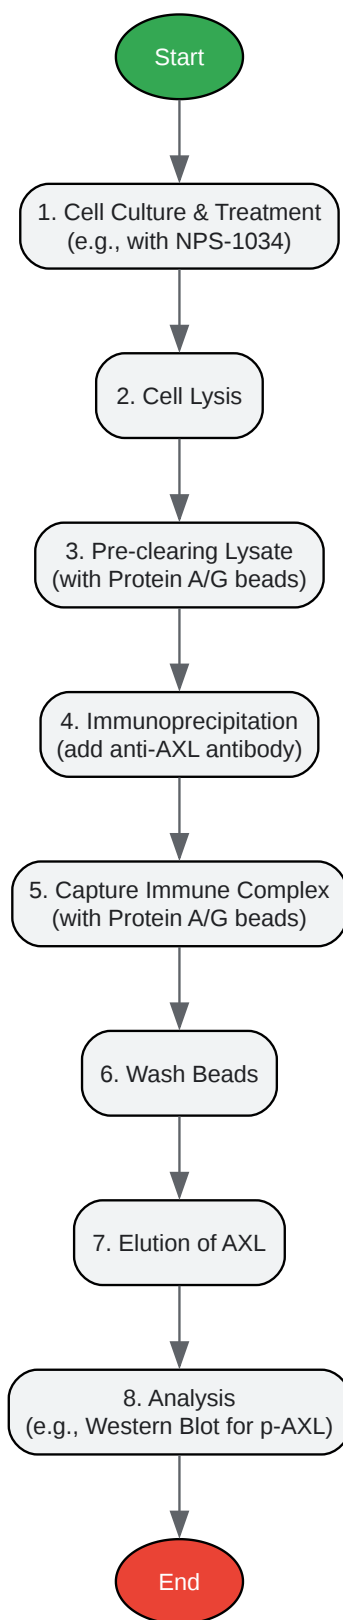 Start
1. Cell Culture & Treatment
(e.g., with NPS-1034)
2. Cell Lysis
3. Pre-clearing Lysate
(with Protein A/G beads)
4. Immunoprecipitation
(add anti-AXL antibody)
5. Capture Immune Complex
(with Protein A/G beads)
6. Wash Beads
7. Elution of AXL
8. Analysis
(e.g., Western Blot for p-AXL)
End